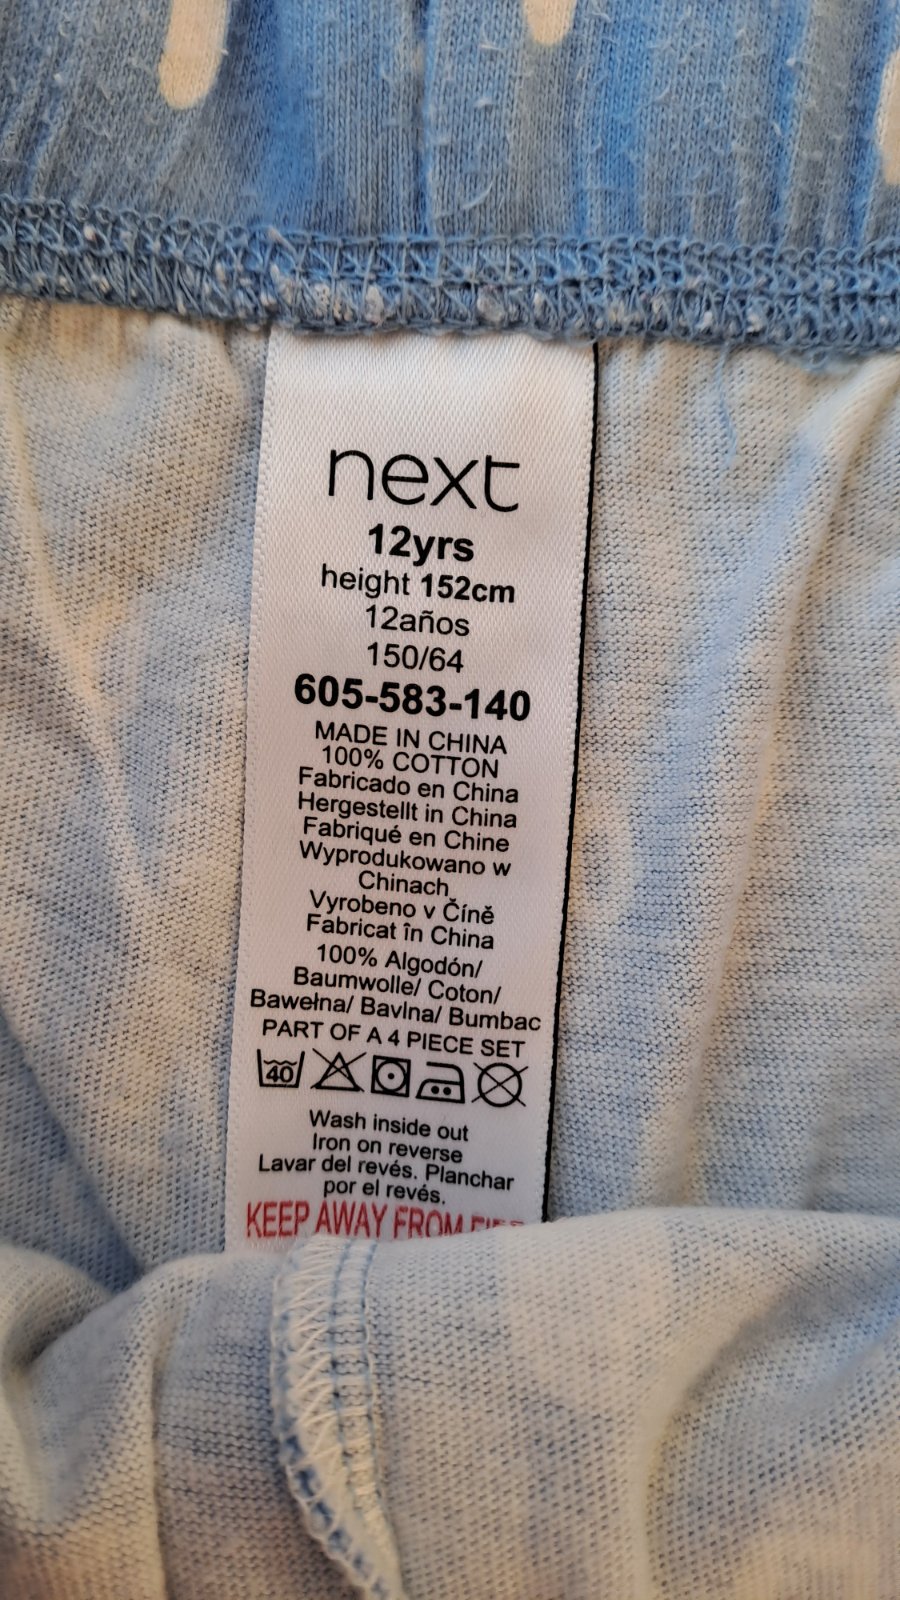 next
12yrs
height 152cm
12años
150/64
605-583-140
MADE IN CHINA
100% COTTON
Fabricado en China
Hergestellt in China
Fabriqué en Chine
Wyprodukowano w
Chinach
Vyrobeno v Číně
Fabricat în China
100% Algodón/
Baumwolle/ Coton/
Bawełna/ Bavlna/ Bumbac
PART OF A 4 PIECE SET
40
Wash inside out
Iron on reverse
Lavar del revés. Planchar
por el revés.
KEEP AWAY FROM